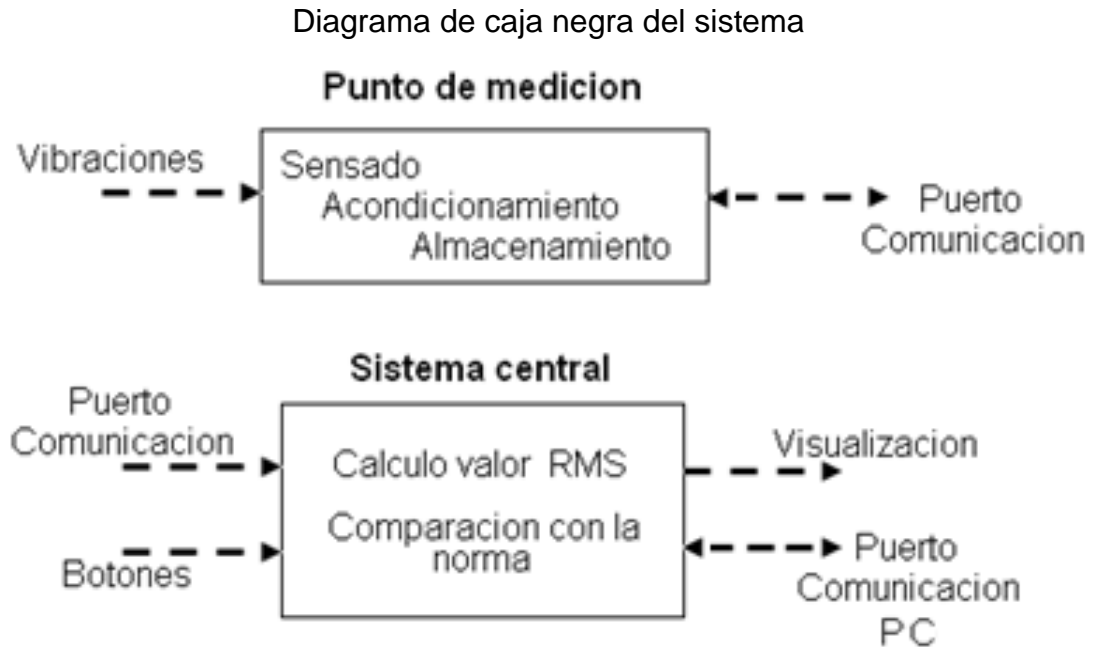 Diagrama de caja negra del sistema
Punto de medicion
Vibraciones
Sensado
Acondicionamiento
Almacenamiento
Puerto
Comunicacion
Sistema central
Puerto
Comunicacion
Botones
Calculo valor RMS
Comparacion con la
norma
Visualizacion
Puerto
Comunicacion
PC